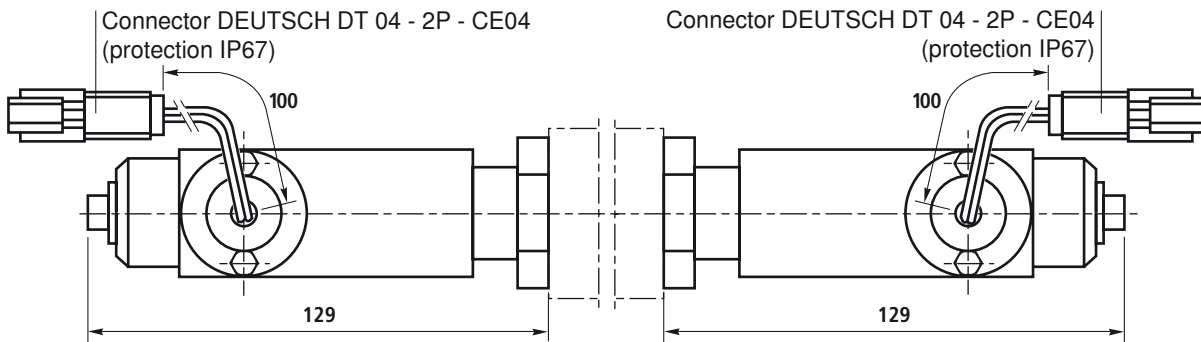 Connector DEUTSCH DT 04 - 2P - CE04
(protection IP67)
Connector DEUTSCH DT 04 - 2P - CE04
(protection IP67)
100
100
129
129